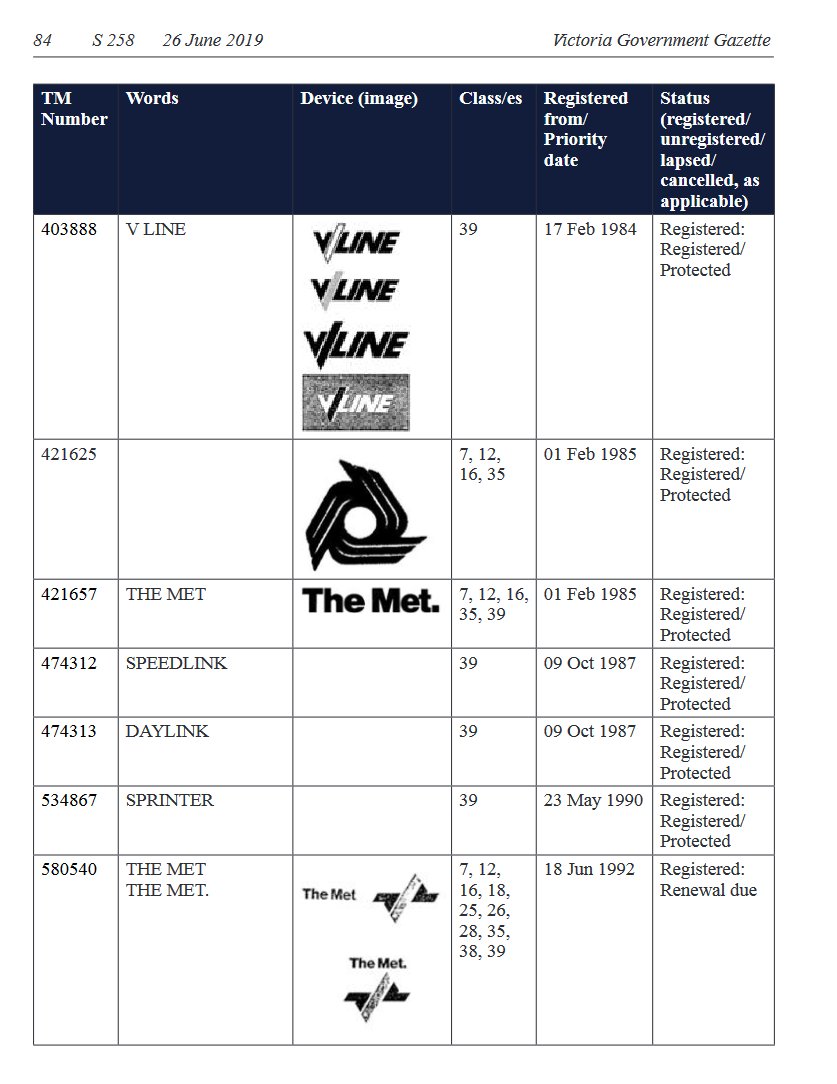 84 S 258 26 June 2019 Victoria Government Gazette
TM Number Words Device (image) Class/es Registered from/ Priority date Status (registered/ unregistered/ lapsed/ cancelled, as applicable)
403888 V LINE 39 17 Feb 1984 Registered:
Registered/
Protected
V/LINE
V/LINE
V/LINE
V/LINE
421625 7, 12, 01 Feb 1985 Registered:
16, 35 Registered/
Protected
421657 THE MET The Met. 7, 12, 16, 01 Feb 1985 Registered:
35, 39 Registered/
Protected
474312 SPEEDLINK 39 09 Oct 1987 Registered:
Registered/
Protected
474313 DAYLINK 39 09 Oct 1987 Registered:
Registered/
Protected
534867 SPRINTER 39 23 May 1990 Registered:
Registered/
Protected
580540 THE MET 7, 12, 18 Jun 1992 Registered:
THE MET. The Met 16, 18, Renewal due
25, 26,
28, 35,
38, 39
The Met.